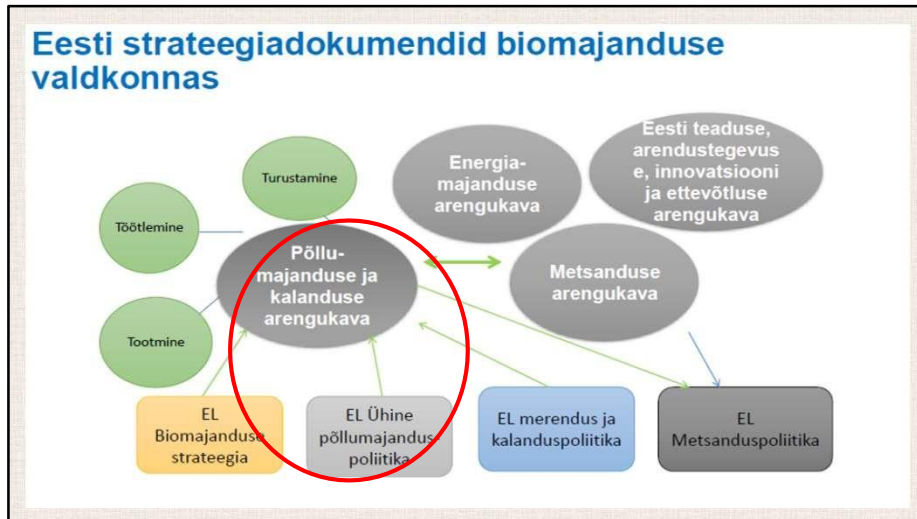 Eesti strateegiadokumendid biomajanduse
valdkonnas
Eesti teaduse,
arendustegevus
e, innovatsiooni
ja ettevõtluse
arengukava
Energia-
majanduse
arengukava
Turustamine
Töötlemine
Põllu-
majanduse ja
kalanduse
arengukava
Metsanduse
arengukava
Tootmine
EL
Biomajanduse
strateegia
EL Ühine
põllumajandus-
poliitika
EL merendus ja
kalanduspoliitika
EL
Metsanduspoliitika